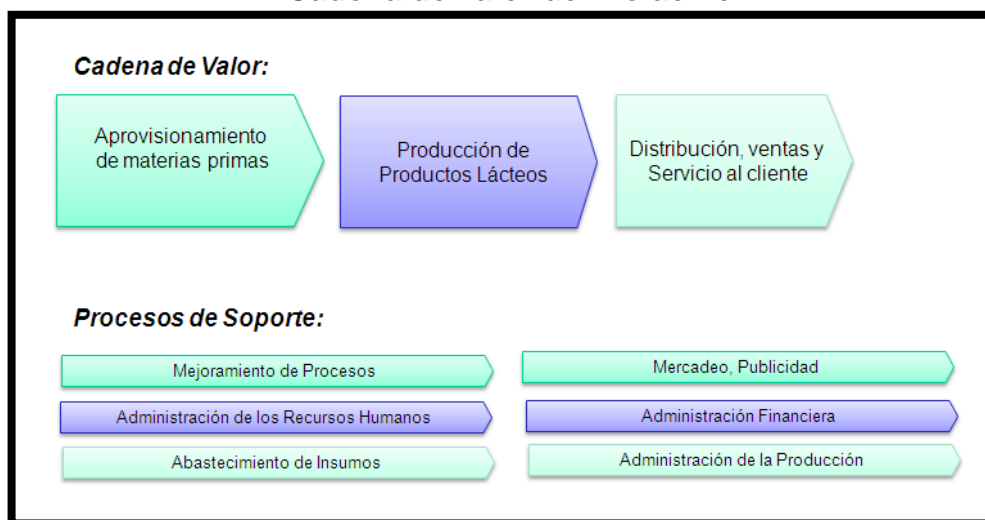 Cadena de Valor:
Aprovisionamiento
de materias primas
Producción de
Productos Lácteos
Distribución, ventas y
Servicio al cliente
Procesos de Soporte:
Mejoramiento de Procesos
Mercadeo, Publicidad
Administración de los Recursos Humanos
Administración Financiera
Abastecimiento de Insumos
Administración de la Producción